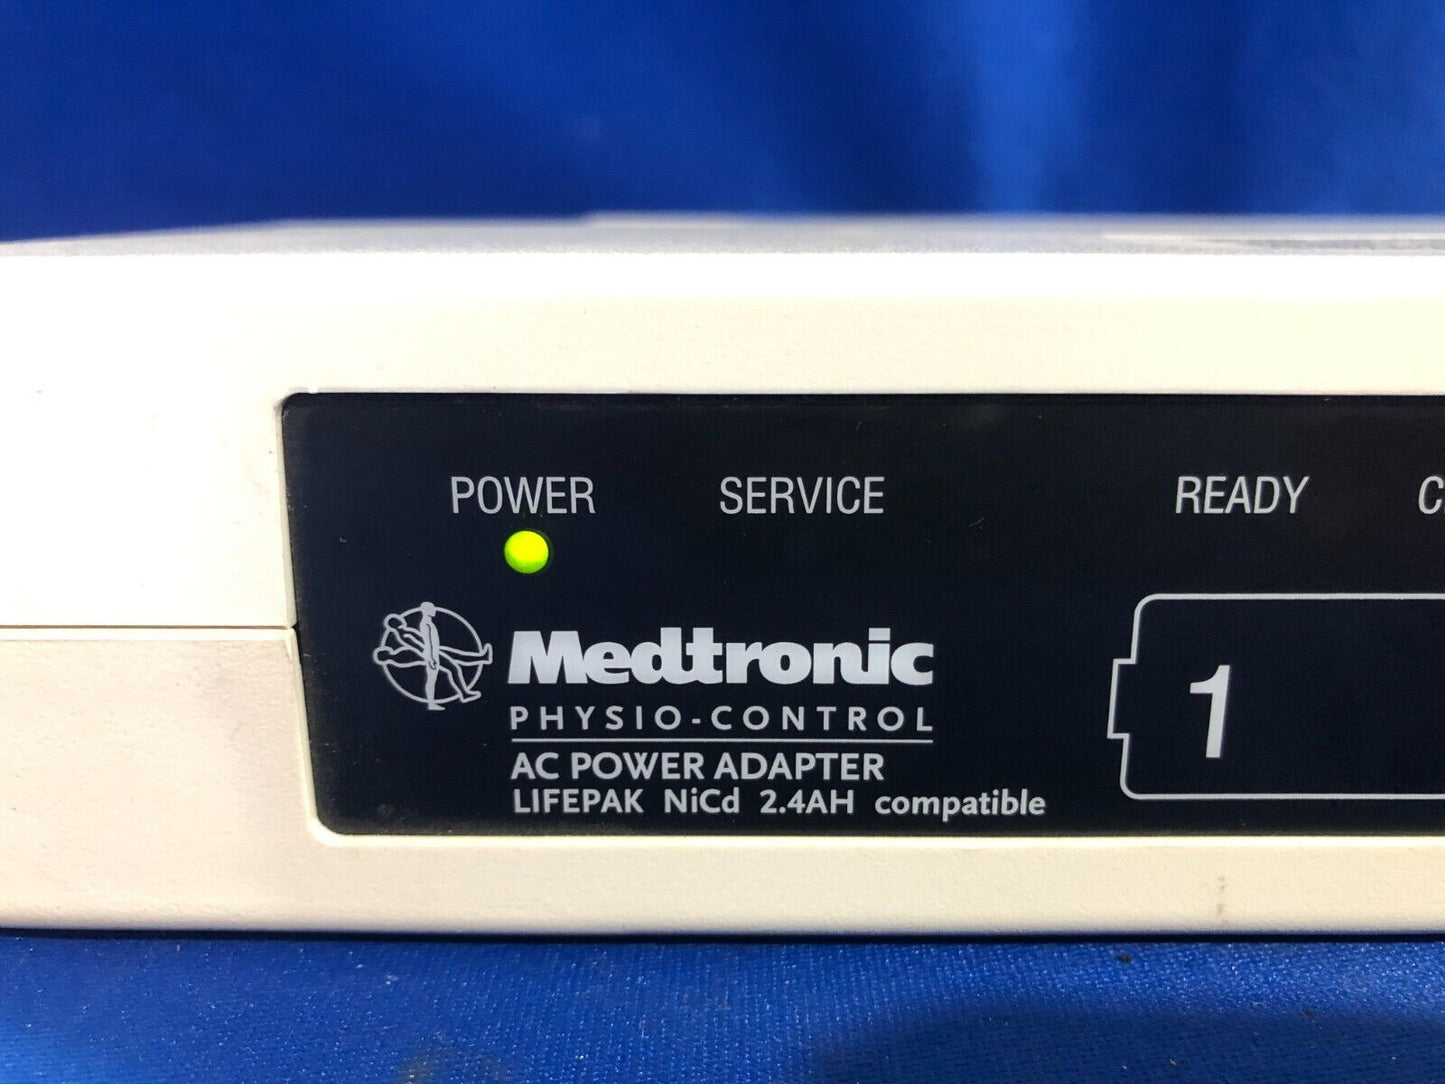 POWER SERVICE READY C
Medtronic
PHYSIO-CONTROL
AC POWER ADAPTER
LIFEPAK NiCd 2.4AH compatible
1